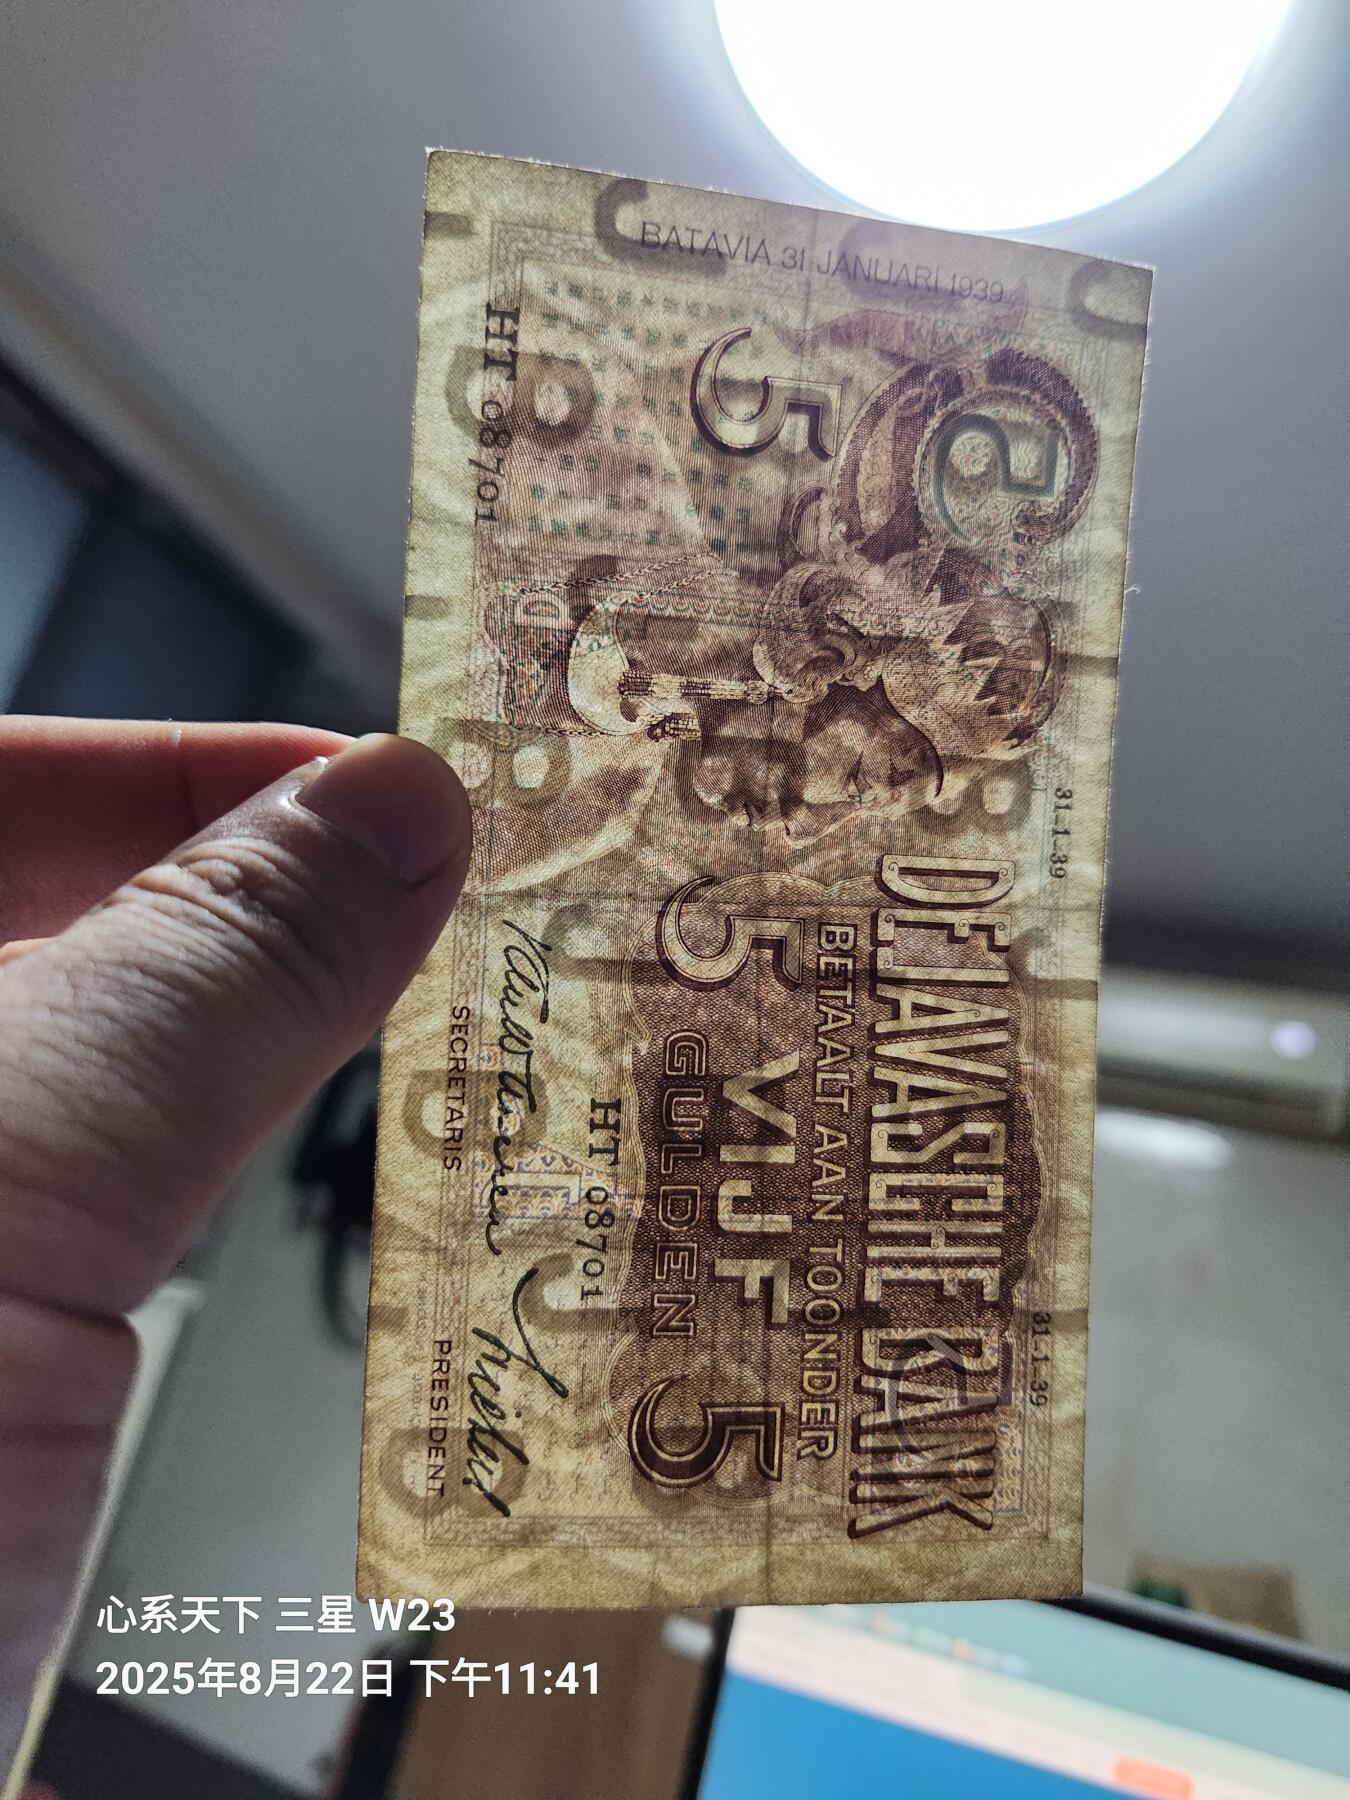 BATAVIA 31 JANUARI 1939
31-1-39
31-1-39
DE JAVASCHE BANK
BETAALT AAN TOONDER
5 VIJF 5
GULDEN
5
5
HT 08701
HT 08701
SECRETARIS
PRESIDENT
心系天下 三星 W23
2025年8月22日 下午11:41